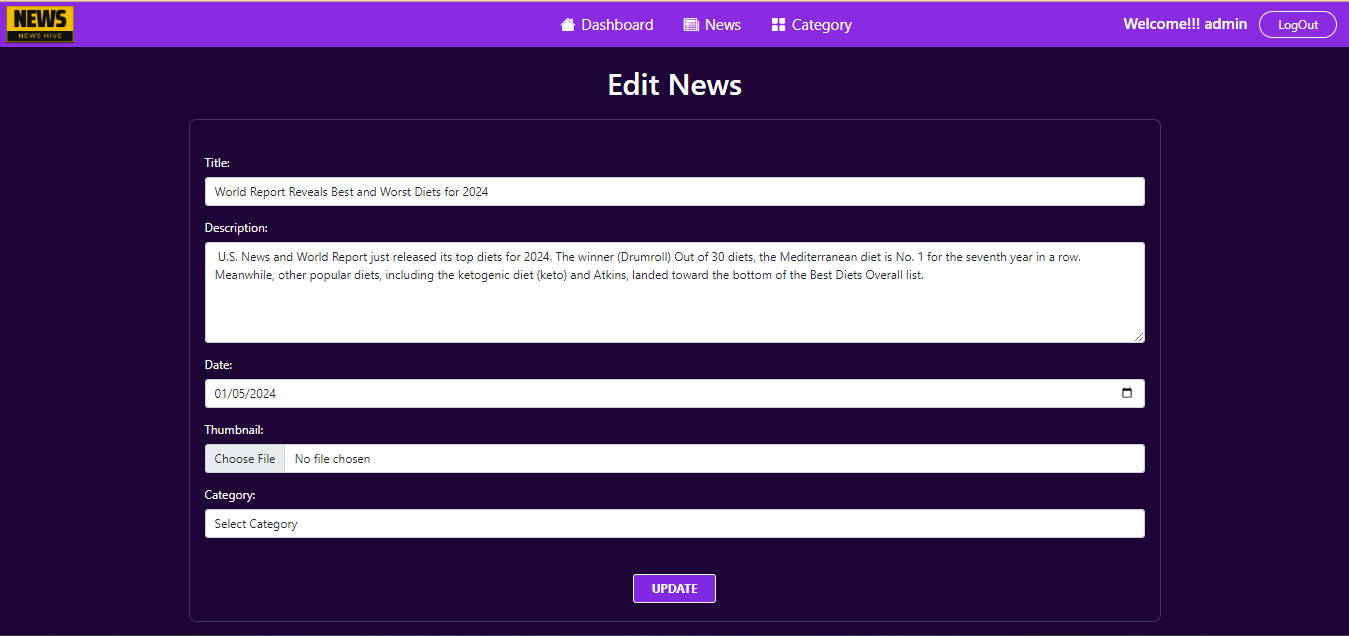 NEWS
NEWS HIVE
Dashboard
News
Category
Welcome!!! admin
LogOut
Edit News
Title:
World Report Reveals Best and Worst Diets for 2024
Description:
U.S. News and World Report just released its top diets for 2024. The winner (Drumroll) Out of 30 diets, the Mediterranean diet is No. 1 for the seventh year in a row.
Meanwhile, other popular diets, including the ketogenic diet (keto) and Atkins, landed toward the bottom of the Best Diets Overall list.
Date:
01/05/2024
Thumbnail:
Choose File No file chosen
Category:
Select Category
UPDATE